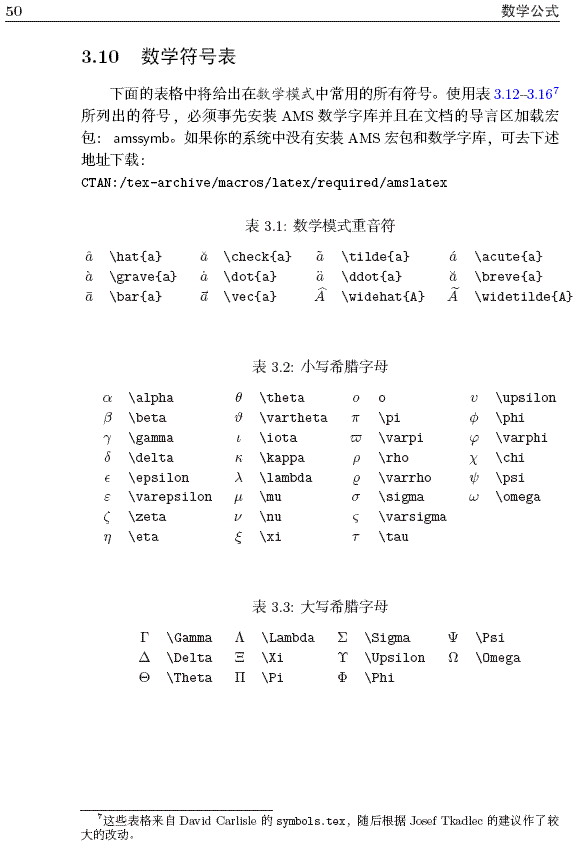 50 数学公式
3.10 数学符号表
下面的表格中将给出在数学模式中常用的所有符号。使用表 3.12–3.16⁷
所列出的符号，必须事先安装 AMS 数学字库并且在文档的导言区加载宏
包： amssymb。如果你的系统中没有安装 AMS 宏包和数学字库，可去下述
地址下载：
CTAN:/tex-archive/macros/latex/required/amslatex
表 3.1: 数学模式重音符
â \hat{a} ǎ \check{a} ã \tilde{a} á \acute{a}
à \grave{a} ȧ \dot{a} ä \ddot{a} ă \breve{a}
ā \bar{a} a⃗ \vec{a} Â \widehat{A} Ã \widetilde{A}
表 3.2: 小写希腊字母
α \alpha θ \theta o o υ \upsilon
β \beta ϑ \vartheta π \pi ϕ \phi
γ \gamma ι \iota ϖ \varpi φ \varphi
δ \delta κ \kappa ρ \rho χ \chi
ϵ \epsilon λ \lambda ϱ \varrho ψ \psi
ε \varepsilon μ \mu σ \sigma ω \omega
ζ \zeta ν \nu ς \varsigma
η \eta ξ \xi τ \tau
表 3.3: 大写希腊字母
Γ \Gamma Λ \Lambda Σ \Sigma Ψ \Psi
Δ \Delta Ξ \Xi ϒ \Upsilon Ω \Omega
Θ \Theta Π \Pi Φ \Phi
⁷这些表格来自 David Carlisle 的 symbols.tex，随后根据 Josef Tkadlec 的建议作了较
大的改动。